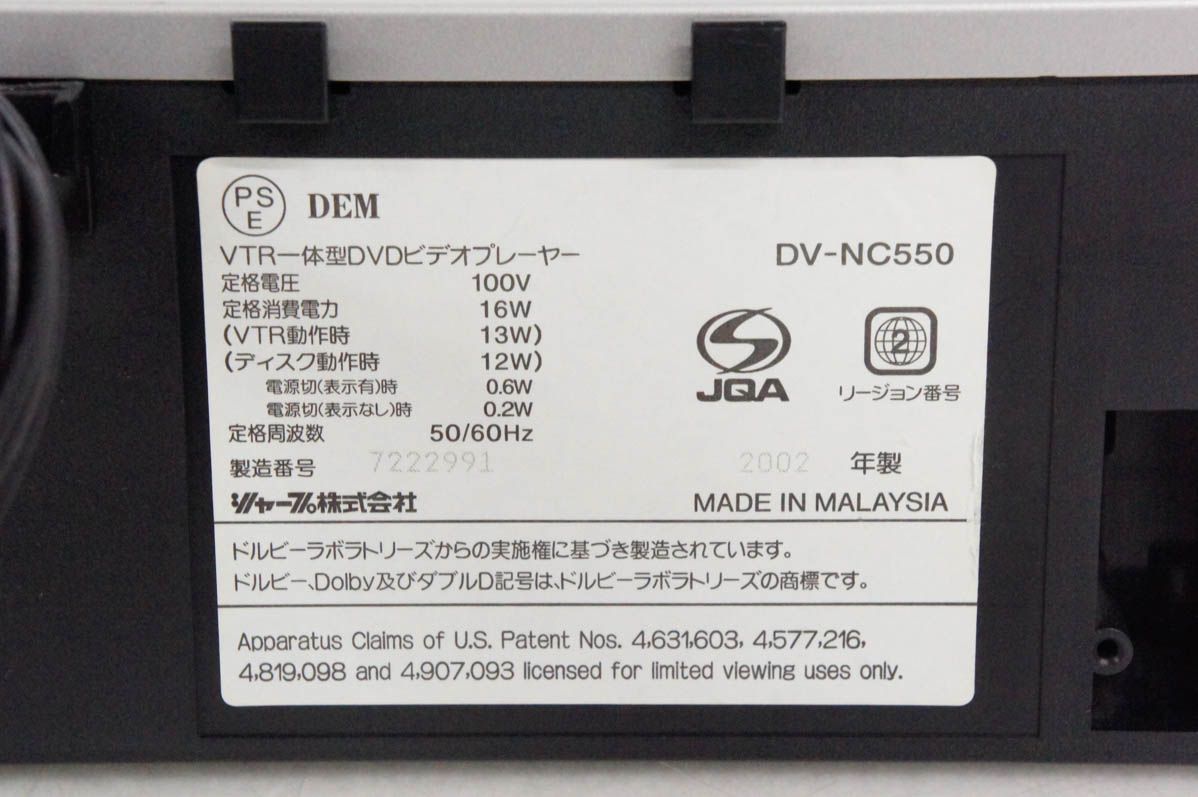 PS
E
DEM
VTR一体型DVDビデオプレーヤー
DV-NC550
定格電圧 100V
定格消費電力 16W
(VTR動作時 13W)
(ディスク動作時 12W)
電源切(表示有)時 0.6W
電源切(表示なし)時 0.2W
定格周波数 50/60Hz
JQA
2
リージョン番号
製造番号 7222991
2002 年製
シャープ株式会社
MADE IN MALAYSIA
ドルビーラボラトリーズからの実施権に基づき製造されています。
ドルビー、Dolby及びダブルD記号は、ドルビーラボラトリーズの商標です。
Apparatus Claims of U.S. Patent Nos. 4,631,603, 4,577,216,
4,819,098 and 4,907,093 licensed for limited viewing uses only.